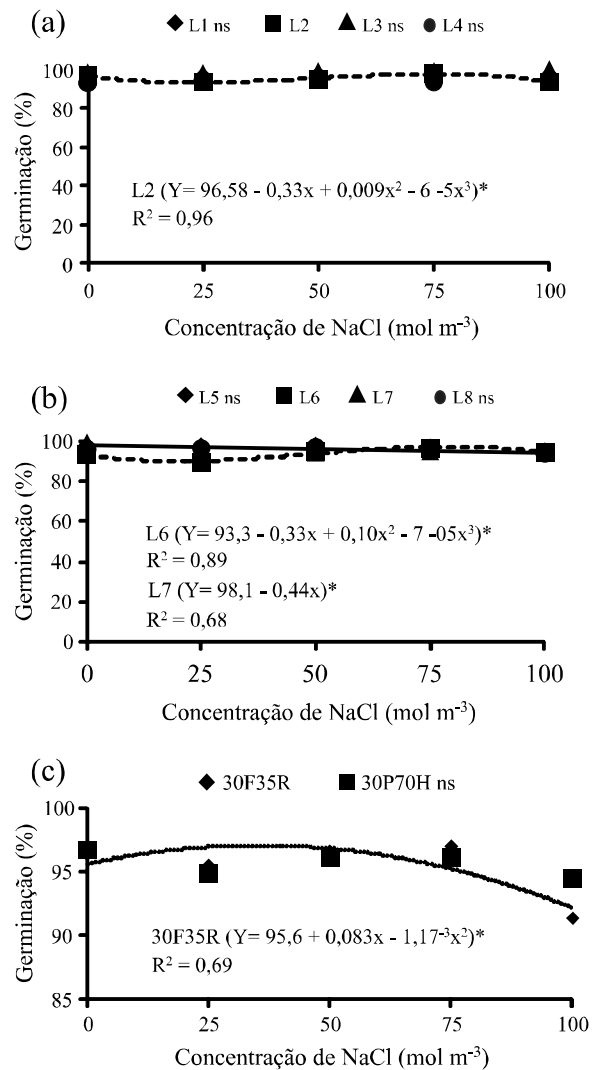 (a)
L1 ns L2 L3 ns L4 ns
Germinação (%)
100
80
60
40
20
0
L2 (Y= 96,58 - 0,33x + 0,009x² - 6 -5x³)*
R² = 0,96
0 25 50 75 100
Concentração de NaCl (mol m⁻³)
(b)
L5 ns L6 L7 L8 ns
Germinação (%)
100
80
60
40
20
0
L6 (Y= 93,3 - 0,33x + 0,10x² - 7 -05x³)*
R² = 0,89
L7 (Y= 98,1 - 0,44x)*
R² = 0,68
0 25 50 75 100
Concentração de NaCl (mol m⁻³)
(c)
30F35R 30P70H ns
Germinação (%)
100
95
90
85
30F35R (Y= 95,6 + 0,083x - 1,17⁻³x²)*
R² = 0,69
0 25 50 75 100
Concentração de NaCl (mol m⁻³)